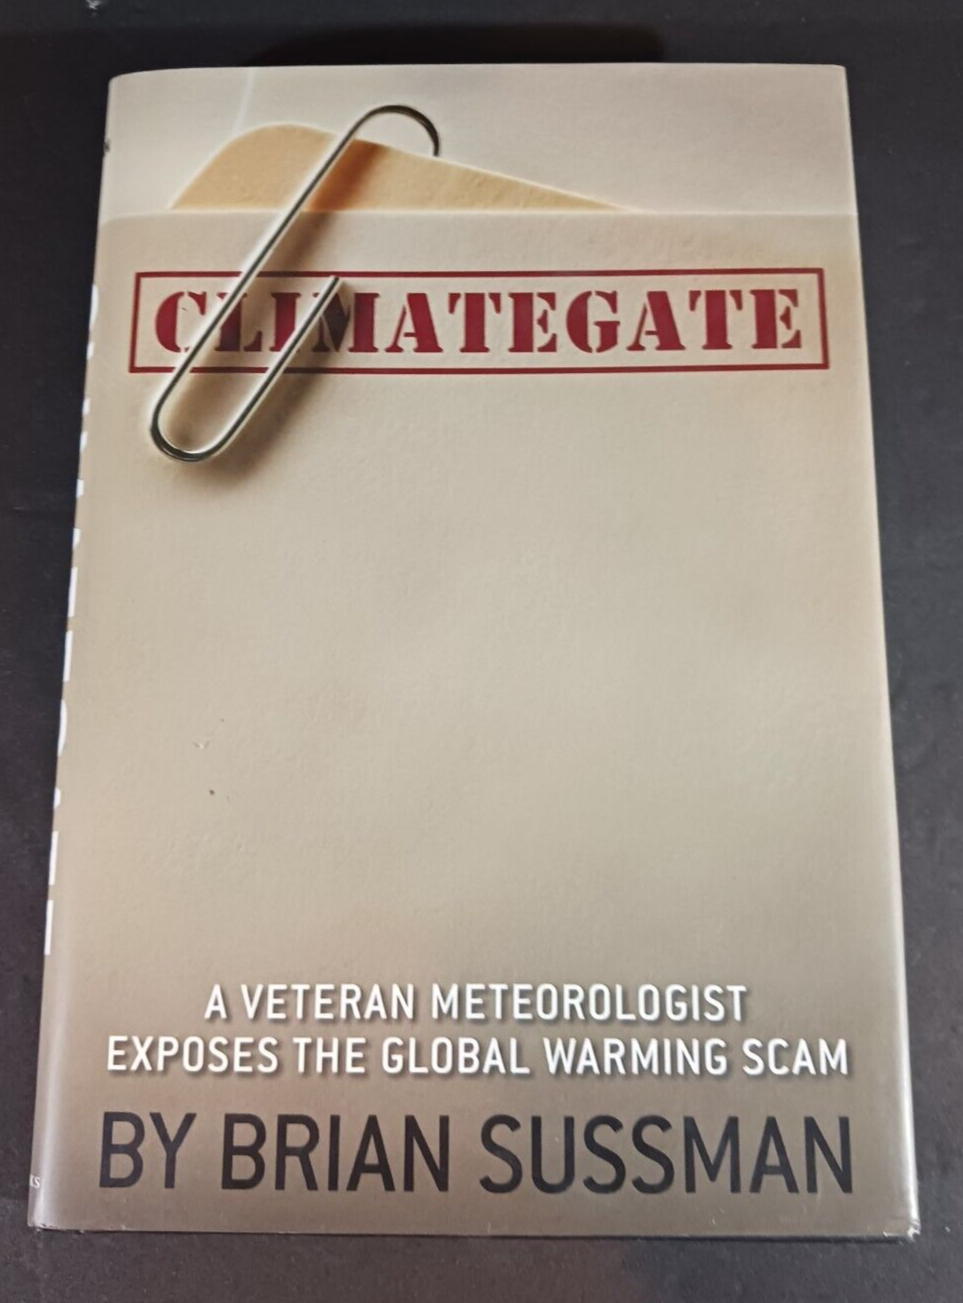 CLIMATEGATE
A VETERAN METEOROLOGIST
EXPOSES THE GLOBAL WARMING SCAM
BY BRIAN SUSSMAN